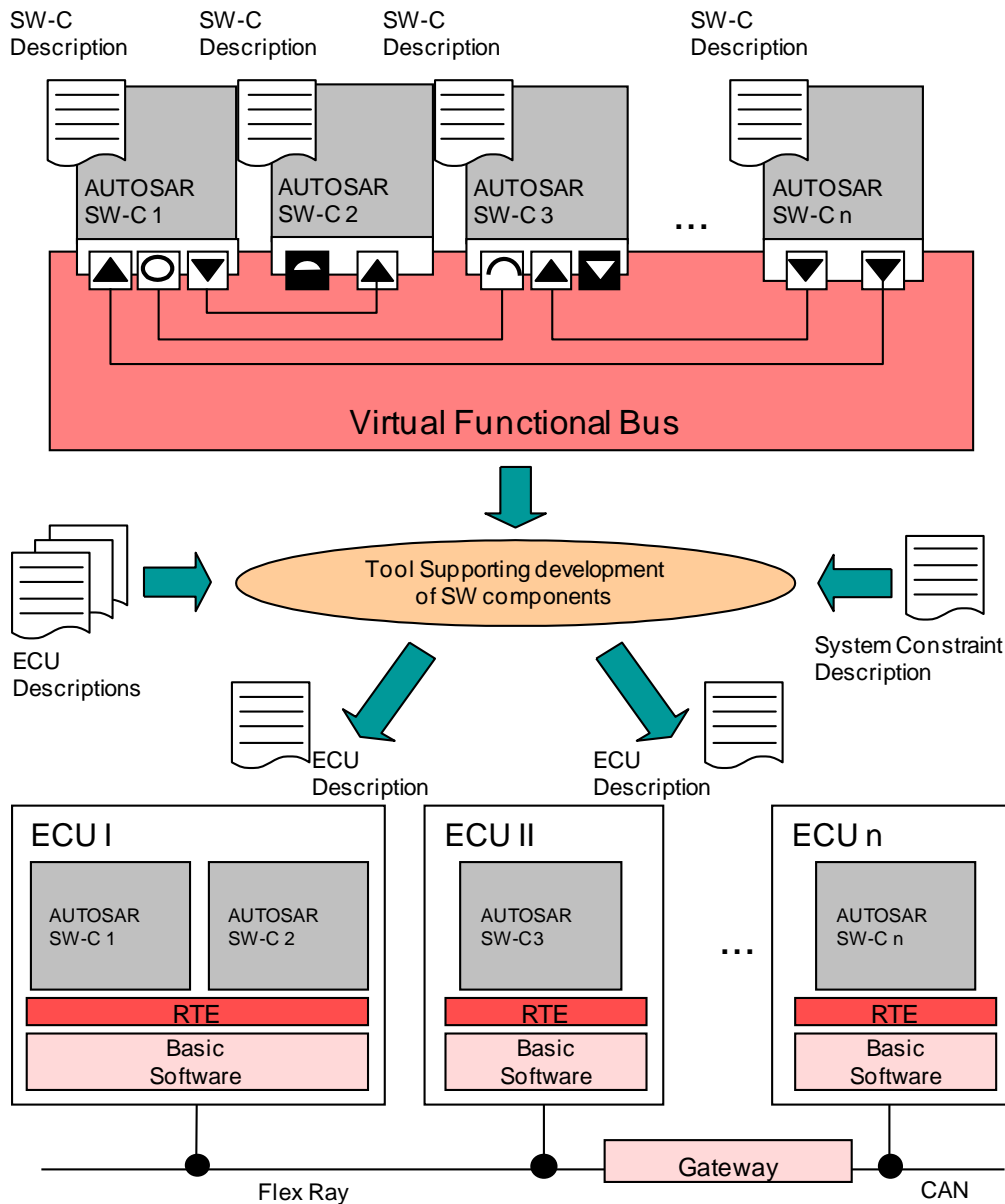 SW-C
Description
SW-C
Description
SW-C
Description
SW-C
Description
AUTOSAR
SW-C 1
AUTOSAR
SW-C 2
AUTOSAR
SW-C 3
...
AUTOSAR
SW-C n
Virtual Functional Bus
Tool Supporting development
of SW components
ECU
Descriptions
System Constraint
Description
ECU
Description
ECU
Description
ECU I
AUTOSAR
SW-C 1
AUTOSAR
SW-C 2
RTE
Basic
Software
ECU II
AUTOSAR
SW-C3
RTE
Basic
Software
...
ECU n
AUTOSAR
SW-C n
RTE
Basic
Software
Gateway
Flex Ray
CAN